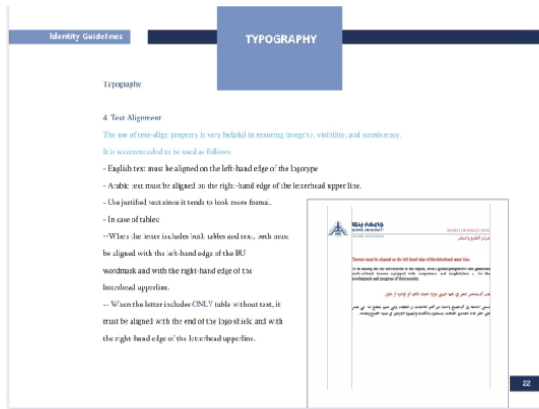 Identity Guidelines
TYPOGRAPHY
Typography
4. Text Alignment
The use of text-align property is very helpful in ensuring integrity, visibility, and consistency.
It is recommended to be used as follows:
- English text must be aligned on the left-hand edge of the logotype
- Arabic text must be aligned on the right-hand edge of the letterhead upper line.
- Use justified text since it tends to look more formal.
- In case of tables:
--When the letter includes both tables and text, both must
be aligned with the left-hand edge of the BU
wordmark and with the right-hand edge of the
letterhead upperline.
-- When the letter includes ONLY table without text, it
must be aligned with the end of the logo shield and with
the right-hand edge of the letterhead upperline.
The text must be aligned on the left hand edge of the letterhead upper line.
22